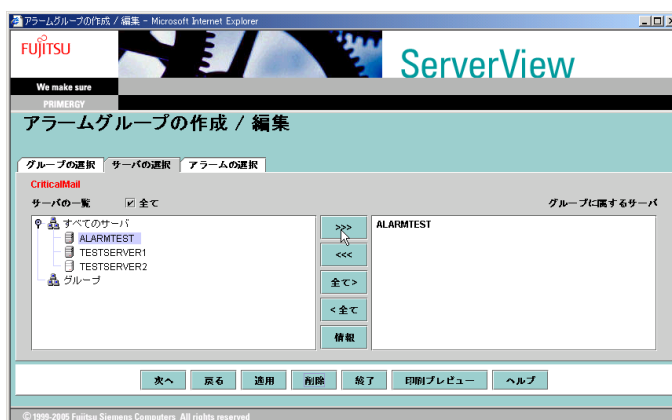 アラームグループの作成 / 編集 - Microsoft Internet Explorer
FUJITSU
ServerView
We make sure
PRIMERGY
アラームグループの作成 / 編集
グループの選択 サーバの選択 アラームの選択
CriticalMail
サーバの一覧 全て グループに属するサーバ
すべてのサーバ
ALARMTEST
TESTSERVER1
TESTSERVER2
グループ
>>>
<<<
全て>
<全て
情報
ALARMTEST
次へ 戻る 適用 削除 終了 印刷プレビュー ヘルプ
© 1999-2005 Fujitsu Siemens Computers All rights reserved